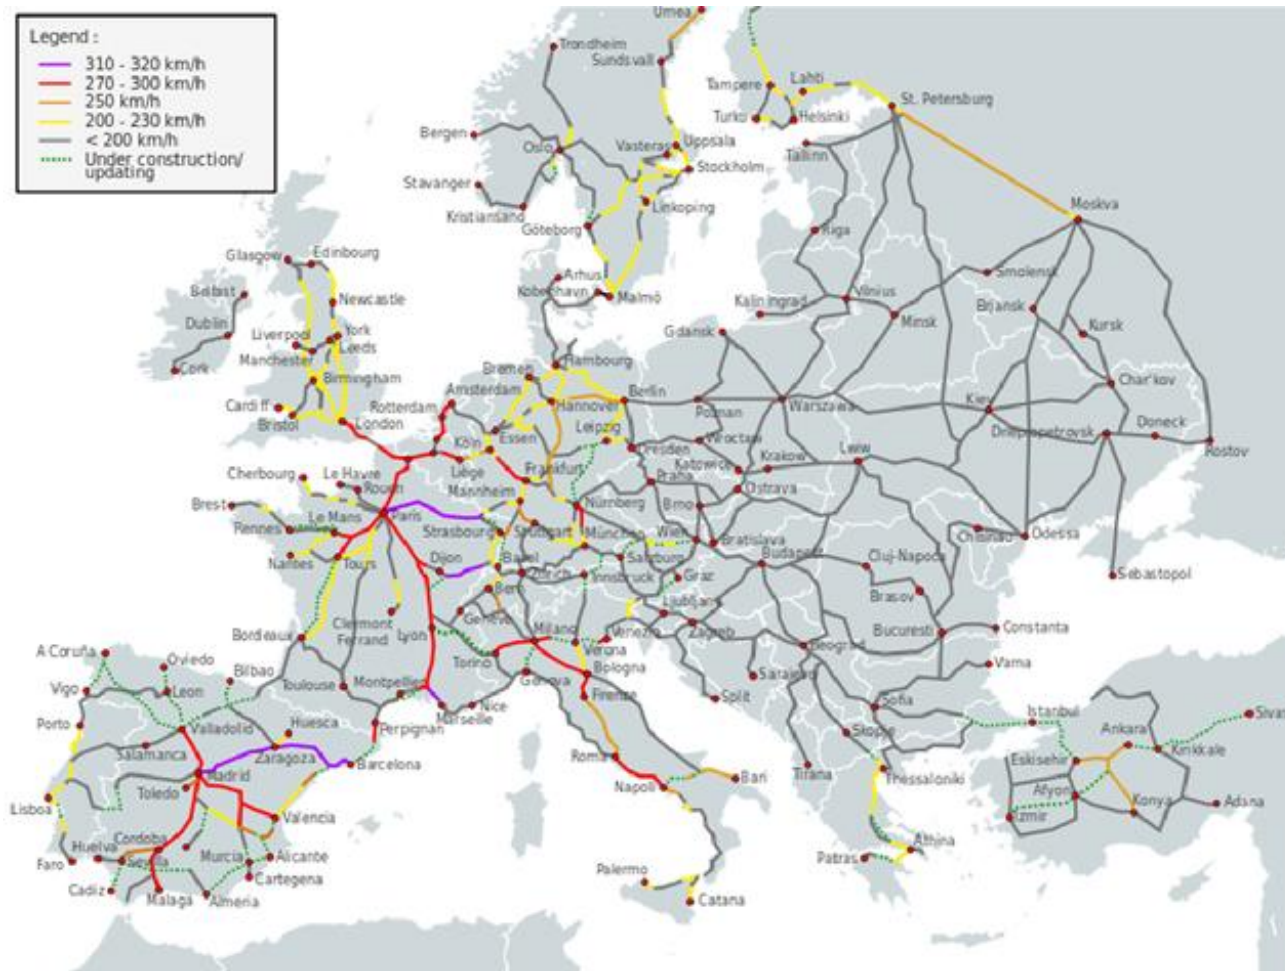 Legend :
310 - 320 km/h
270 - 300 km/h
250 km/h
200 - 230 km/h
< 200 km/h
Under construction/
updating
Umea
Trondheim
Sundsvall
Tampere
Lahti
St. Petersburg
Turku
Helsinki
Bergen
Oslo
Vasteras
Uppsala
Tallinn
Stockholm
Stavanger
Kristiansand
Linkoping
Moskva
Göteborg
Riga
Glasgow
Edinbourg
Arhus
Smolensk
Belfast
Kobenhavn
Malmö
Kaliningrad
Vilnius
Newcastle
Brjansk
Minsk
Dublin
Liverpool
York
Gdansk
Kursk
Leeds
Manchester
Hambourg
Cork
Bremen
Birmingham
Amsterdam
Berlin
Char'kov
Cardiff
Rotterdam
Hannover
Poznan
Warszawa
Kiev
Bristol
London
Essen
Leipzig
Doneck
Köln
Wroctaw
Dniepropetrovsk
Dresden
Lww
Rostov
Liège
Frankfurt
Katowice
Krakow
Cherbourg
Le Havre
Praha
Rouen
Mannheim
Ostrava
Brest
Le Mans
Paris
Nürnberg
Brno
Rennes
Strasbourg
Stuttgart
München
Wien
Chisinau
Odessa
Bratislava
Nantes
Tours
Dijon
Basel
Salzburg
Budapest
Cluj-Napoca
Zürich
Innsbruck
Graz
Sebastopol
Bern
Brasov
Clermont
Ferrand
Genève
Ljubljana
Bordeaux
Lyon
Milano
Venezia
Zagreb
Bucuresti
Constanta
A Coruña
Torino
Verona
Beograd
Oviedo
Bilbao
Bologna
Varna
Vigo
Leon
Toulouse
Montpellier
Genova
Sarajevo
Firenze
Split
Sofia
Porto
Valladolid
Huesca
Perpignan
Marseille
Nice
Istanbul
Sivas
Salamanca
Zaragoza
Skopje
Ankara
Kirikkale
Roma
Barcelona
Eskisehir
Madrid
Tirana
Thessaloniki
Bari
Toledo
Napoli
Afyon
Lisboa
Valencia
Konya
Adana
Izmir
Cordoba
Huelva
Athina
Faro
Sevilla
Murcia
Alicante
Patras
Palermo
Cartegena
Cadiz
Malaga
Almeria
Catana